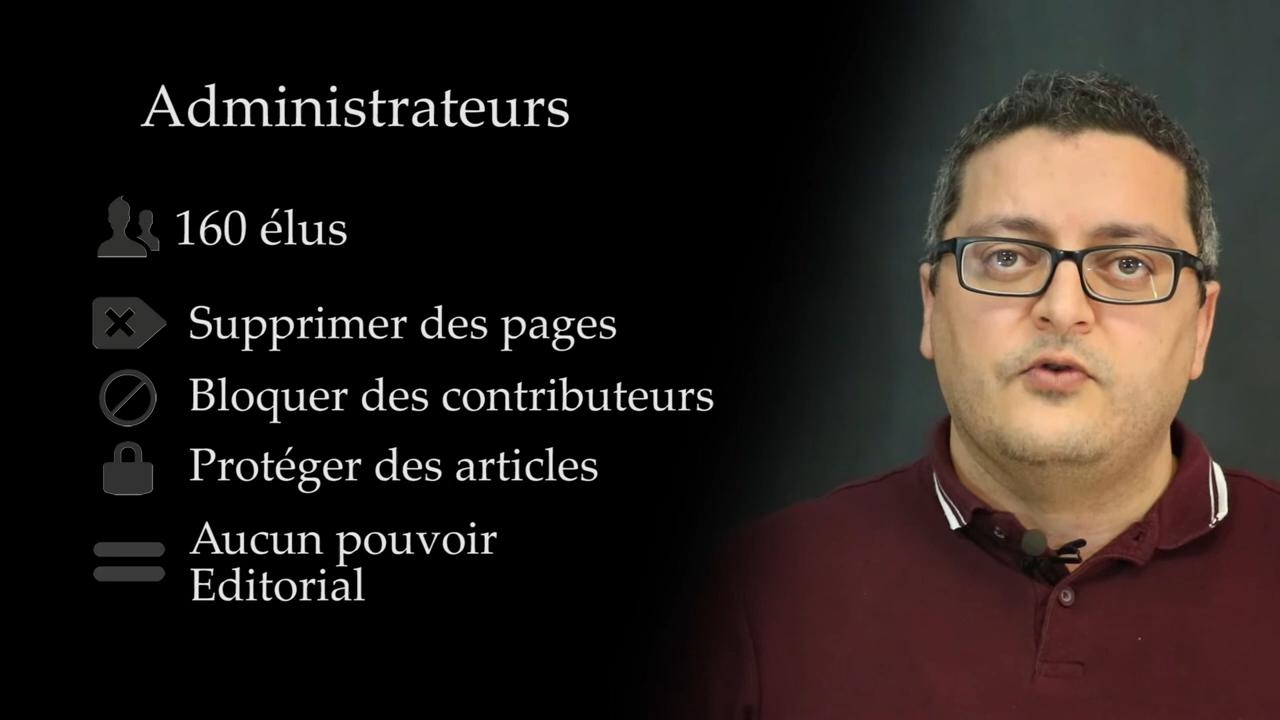 Administrateurs
160 élus
Supprimer des pages
Bloquer des contributeurs
Protéger des articles
Aucun pouvoir
Editorial